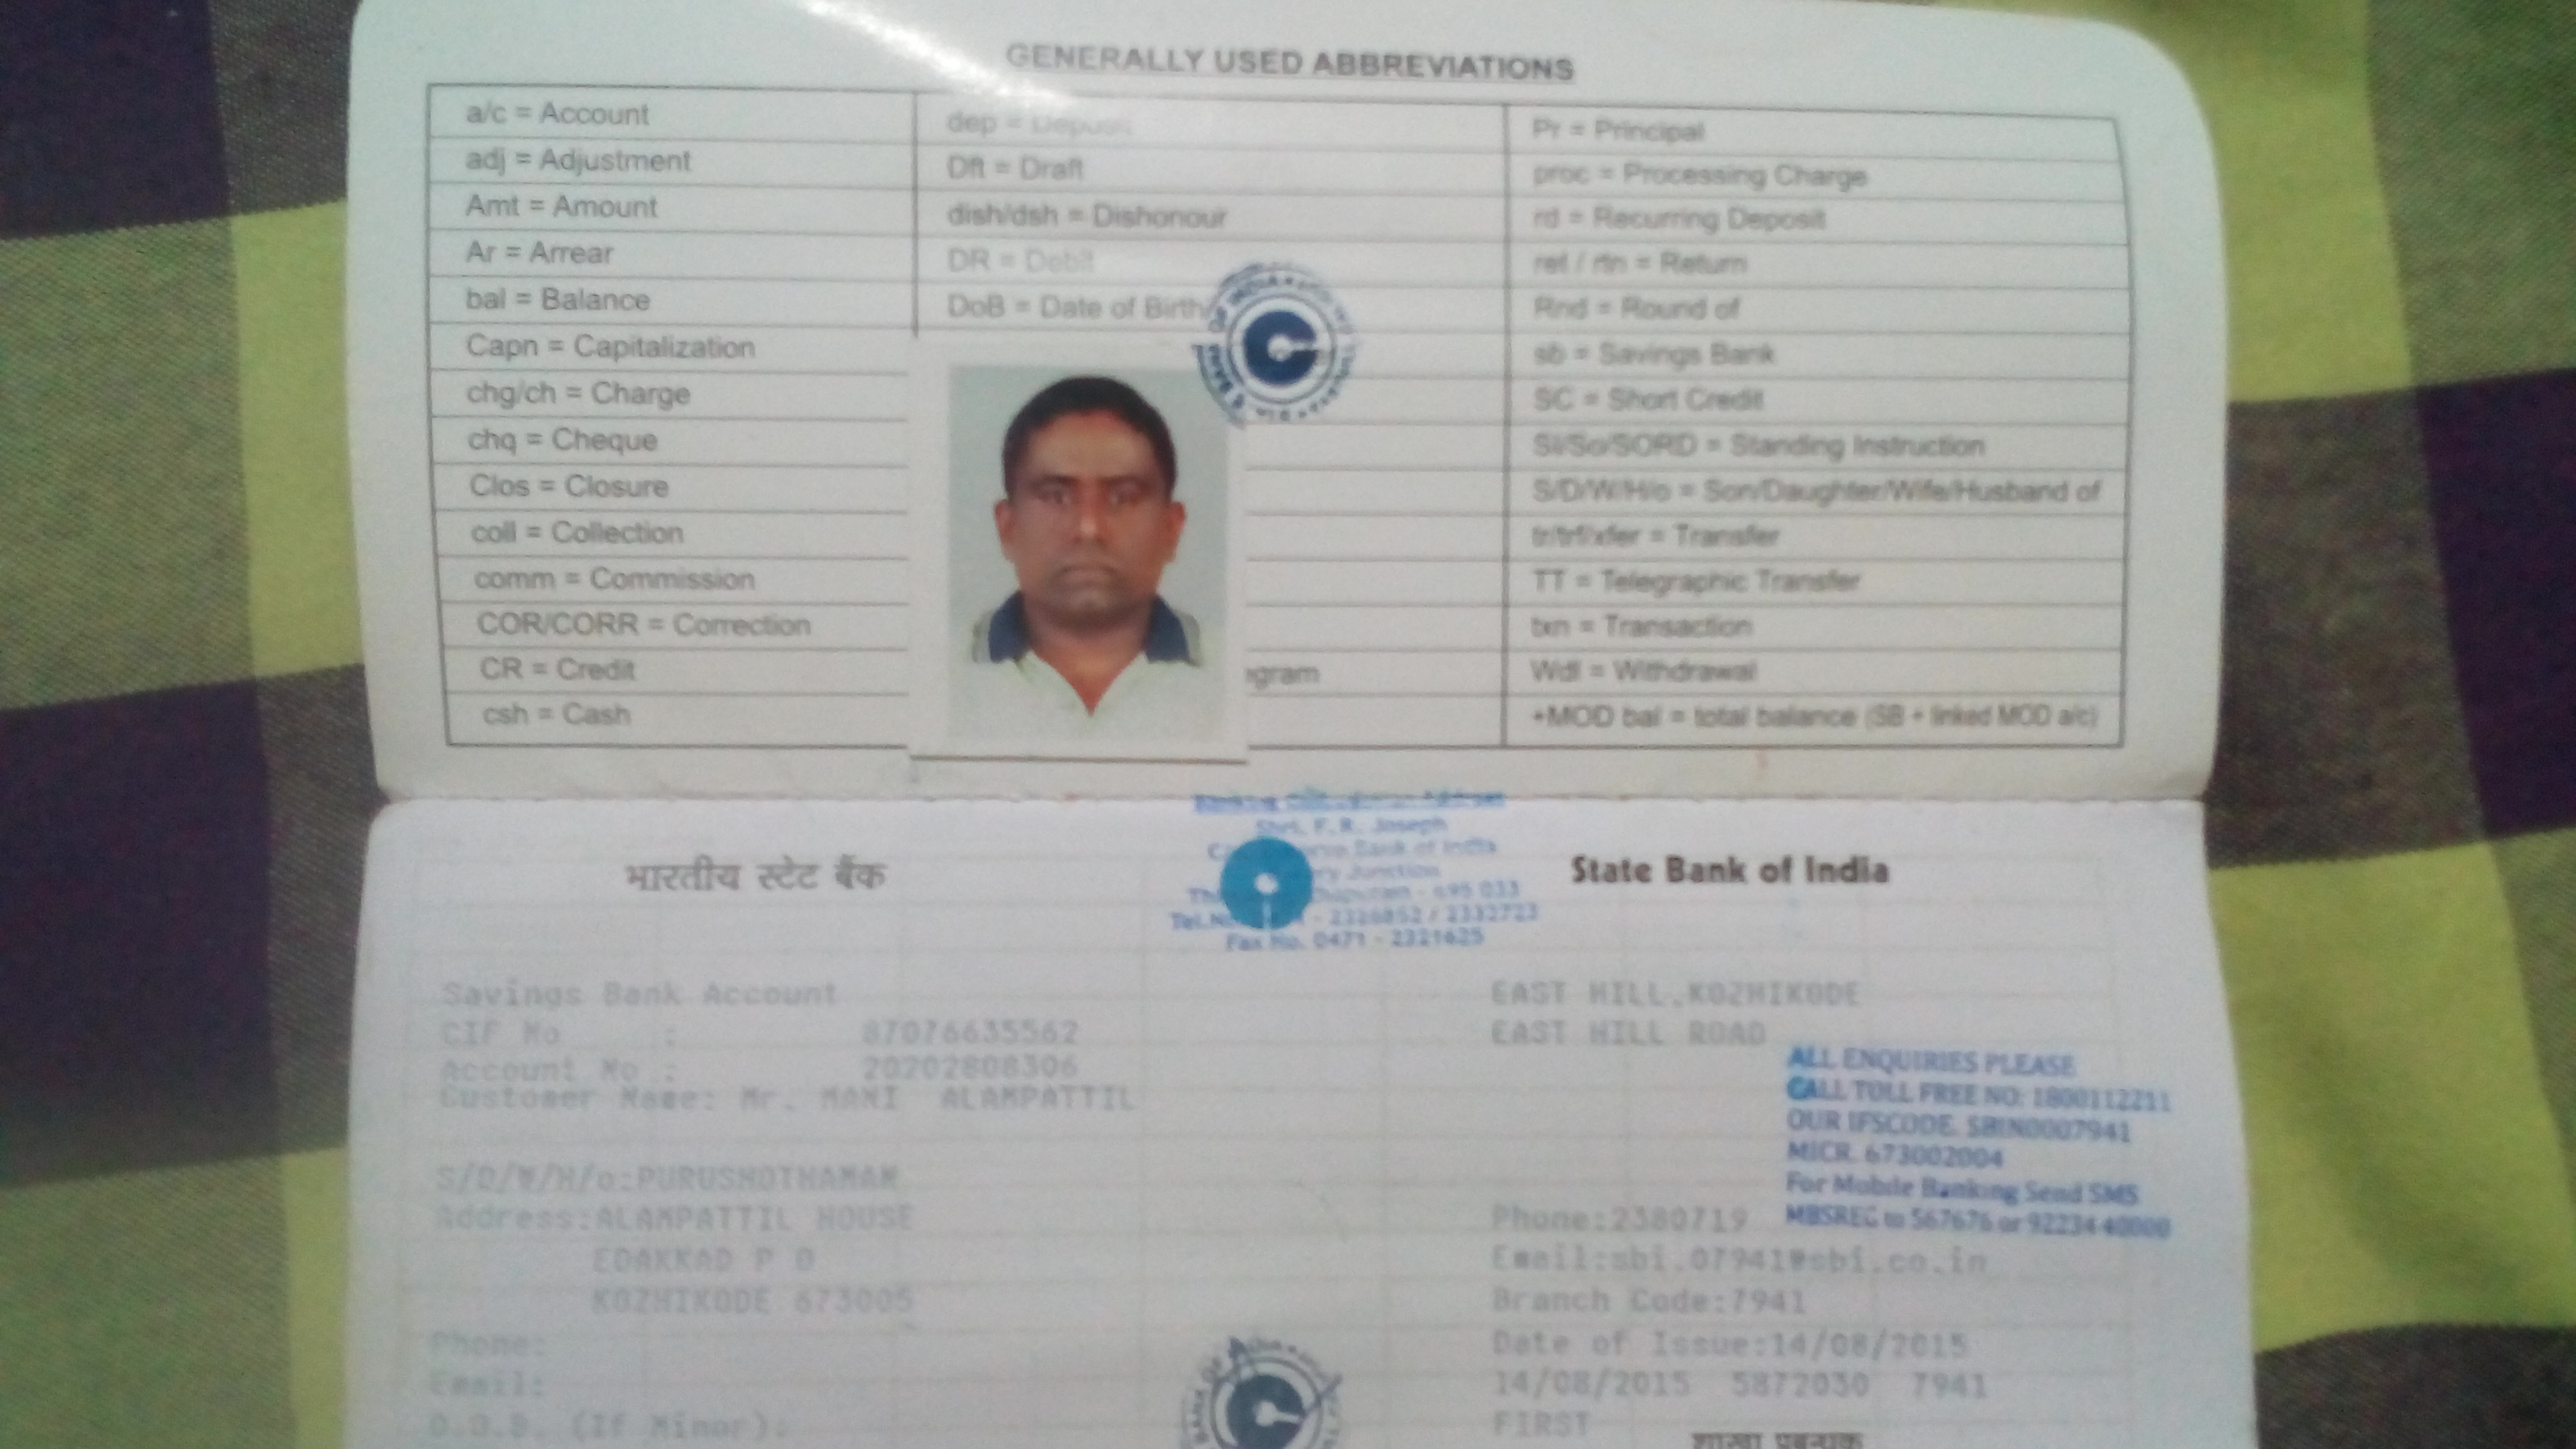 GENERALLY USED ABBREVIATIONS
a/c = Account
adj = Adjustment
Amt = Amount
Ar = Arrear
bal = Balance
Capn = Capitalization
chg/ch = Charge
chq = Cheque
Clos = Closure
coll = Collection
comm = Commission
COR/CORR = Correction
CR = Credit
csh = Cash
dep = Deposit
Dft = Draft
dish/dsh = Dishonour
DR = Debit
DoB = Date of Birth
gram
Pr = Principal
proc = Processing Charge
rd = Recurring Deposit
ret / rtn = Return
Rnd = Round of
sb = Savings Bank
SC = Short Credit
SI/So/SORD = Standing Instruction
S/D/W/H/o = Son/Daughter/Wife/Husband of
tr/trf/xfer = Transfer
TT = Telegraphic Transfer
txn = Transaction
Wdl = Withdrawal
+MOD bal = total balance (SB + linked MOD a/c)
Banking
Shri. F. R. Joseph
Bank of India
Junction
- 695 033
Tel.No. - 2326852 / 2332723
Fax No. 0471 - 2321625
भारतीय स्टेट बैंक
State Bank of India
Savings Bank Account
CIF No : 87076635562
Account No : 20202808306
Customer Name: Mr. MANI ALAMPATTIL
S/D/W/H/o:PURUSHOTHAMAN
Address:ALAMPATTIL HOUSE
EDAKKAD P O
KOZHIKODE 673005
Phone:
Email:
D.O.B. (If Minor):
EAST HILL,KOZHIKODE
EAST HILL ROAD
ALL ENQUIRIES PLEASE
CALL TOLL FREE NO: 1800112211
OUR IFSCODE. SBIN0007941
MICR. 673002004
For Mobile Banking Send SMS
MBSREG to 567676 or 92234 40000
Phone:2380719
Email:sbi.07941@sbi.co.in
Branch Code:7941
Date of Issue:14/08/2015
14/08/2015 5872030 7941
FIRST
शाखा प्रबन्धक